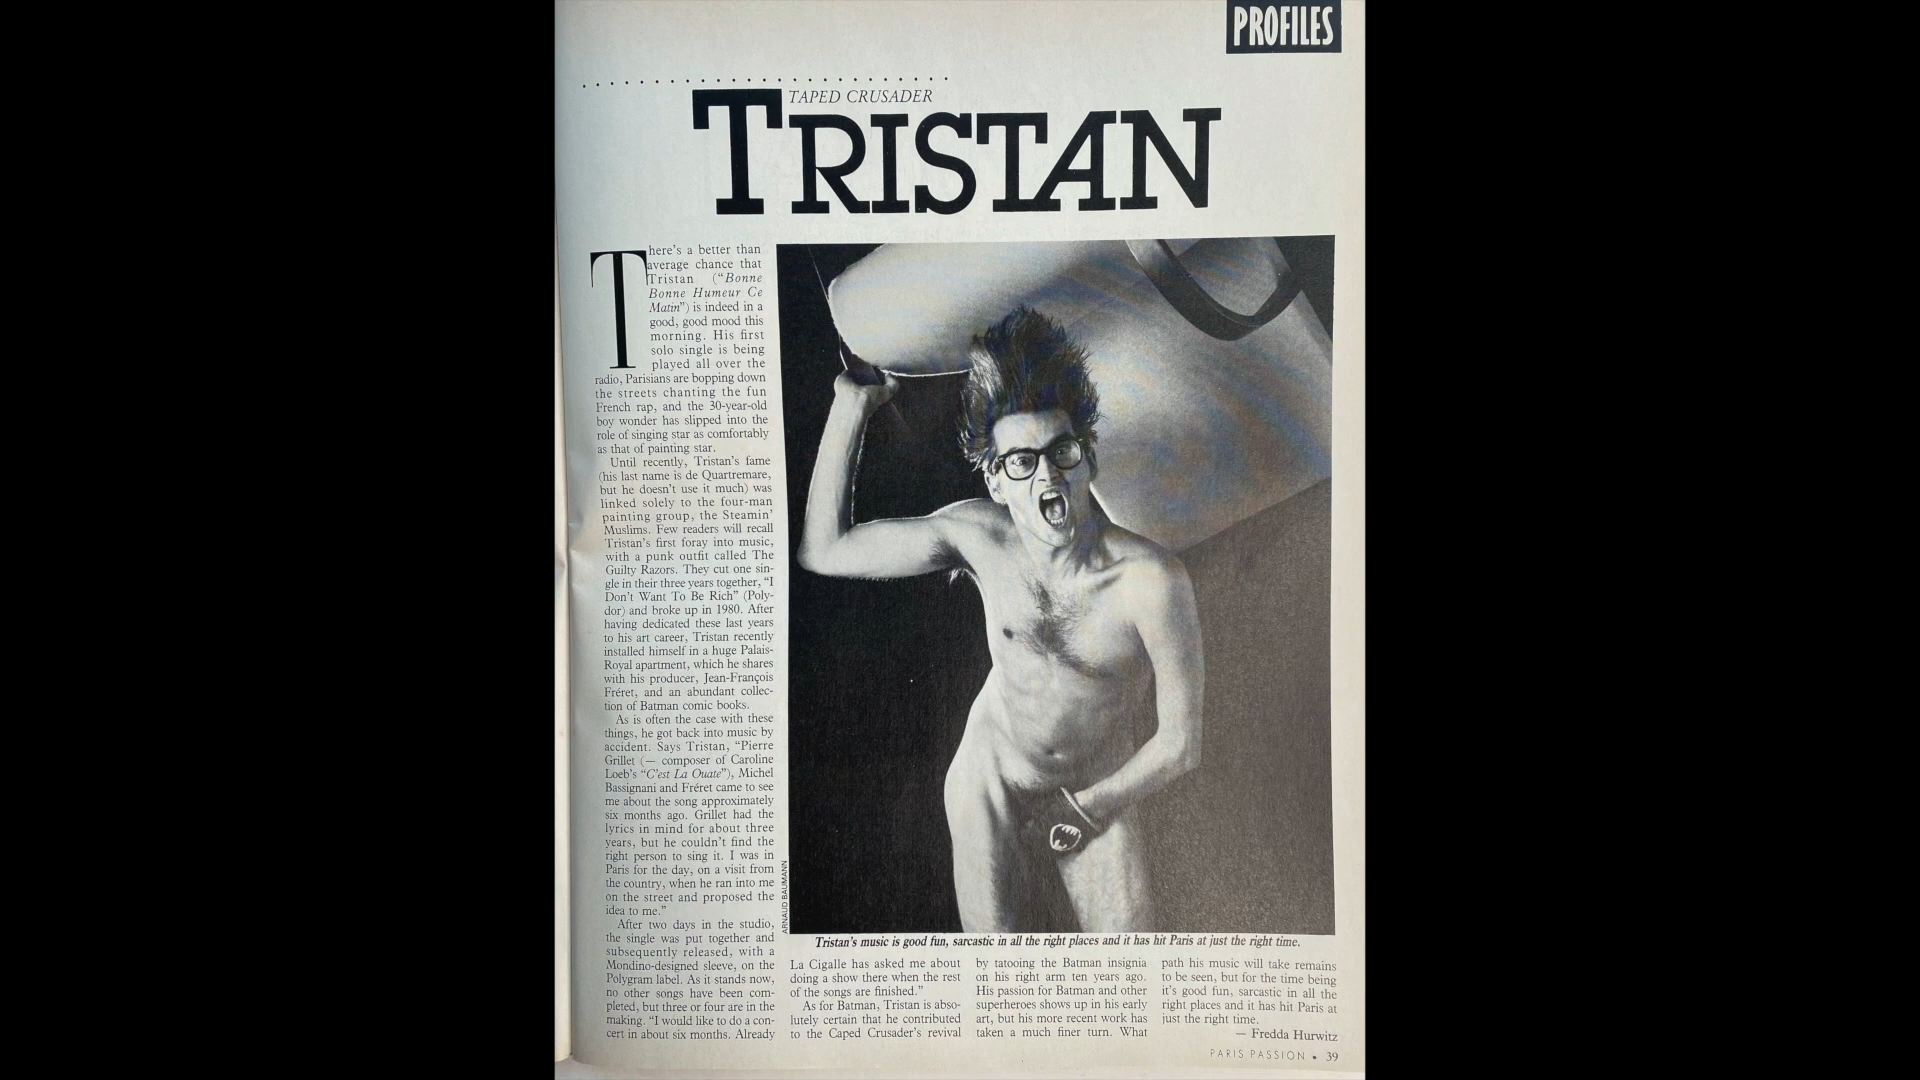 PROFILES
TAPED CRUSADER
TRISTAN
There's a better than
average chance that
Tristan ("Bonne
Bonne Humeur Ce
Matin") is indeed in a
good, good mood this
morning. His first
solo single is being
played all over the
radio, Parisians are bopping down
the streets chanting the fun
French rap, and the 30-year-old
boy wonder has slipped into the
role of singing star as comfortably
as that of painting star.
Until recently, Tristan's fame
(his last name is de Quartremare,
but he doesn't use it much) was
linked solely to the four-man
painting group, the Steamin'
Muslims. Few readers will recall
Tristan's first foray into music,
with a punk outfit called The
Guilty Razors. They cut one sin-
gle in their three years together, "I
Don't Want To Be Rich" (Poly-
dor) and broke up in 1980. After
having dedicated these last years
to his art career, Tristan recently
installed himself in a huge Palais-
Royal apartment, which he shares
with his producer, Jean-François
Fréret, and an abundant collec-
tion of Batman comic books.
As is often the case with these
things, he got back into music by
accident. Says Tristan, "Pierre
Grillet (— composer of Caroline
Loeb's "C'est La Ouate"), Michel
Bassignani and Fréret came to see
me about the song approximately
six months ago. Grillet had the
lyrics in mind for about three
years, but he couldn't find the
right person to sing it. I was in
Paris for the day, on a visit from
the country, when he ran into me
on the street and proposed the
idea to me."
After two days in the studio,
the single was put together and
subsequently released, with a
Mondino-designed sleeve, on the
Polygram label. As it stands now,
no other songs have been com-
pleted, but three or four are in the
making. "I would like to do a con-
cert in about six months. Already
ARNAUD BAUMANN
Tristan's music is good fun, sarcastic in all the right places and it has hit Paris at just the right time.
La Cigalle has asked me about
doing a show there when the rest
of the songs are finished."
As for Batman, Tristan is abso-
lutely certain that he contributed
to the Caped Crusader's revival
by tatooing the Batman insignia
on his right arm ten years ago.
His passion for Batman and other
superheroes shows up in his early
art, but his more recent work has
taken a much finer turn. What
path his music will take remains
to be seen, but for the time being
it's good fun, sarcastic in all the
right places and it has hit Paris at
just the right time.
— Fredda Hurwitz
PARIS PASSION • 39